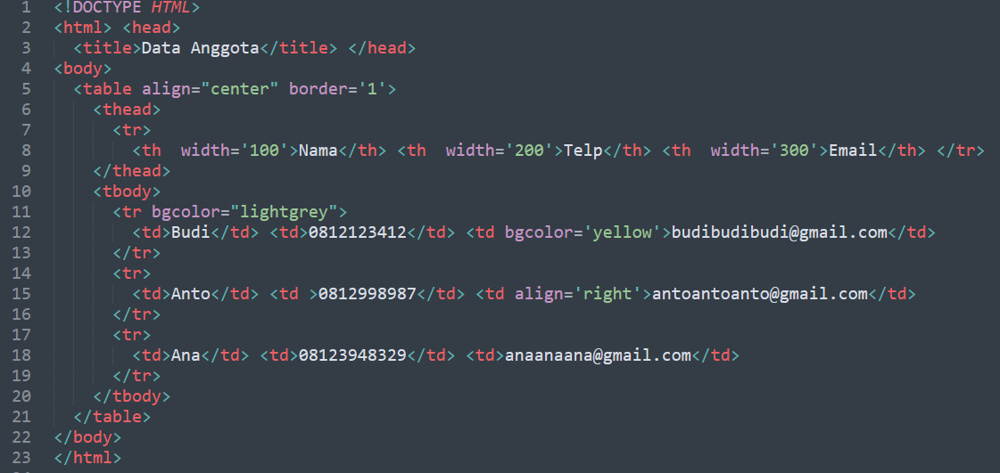 1 <!DOCTYPE HTML>
2 <html> <head>
3 <title>Data Anggota</title> </head>
4 <body>
5 <table align="center" border='1'>
6 <thead>
7 <tr>
8 <th  width='100'>Nama</th> <th  width='200'>Telp</th> <th  width='300'>Email</th> </tr>
9 </thead>
10 <tbody>
11 <tr bgcolor="lightgrey">
12 <td>Budi</td> <td>0812123412</td> <td bgcolor='yellow'>budibudibudi@gmail.com</td>
13 </tr>
14 <tr>
15 <td>Anto</td> <td >0812998987</td> <td align='right'>antoantoanto@gmail.com</td>
16 </tr>
17 <tr>
18 <td>Ana</td> <td>08123948329</td> <td>anaanaana@gmail.com</td>
19 </tr>
20 </tbody>
21 </table>
22 </body>
23 </html>